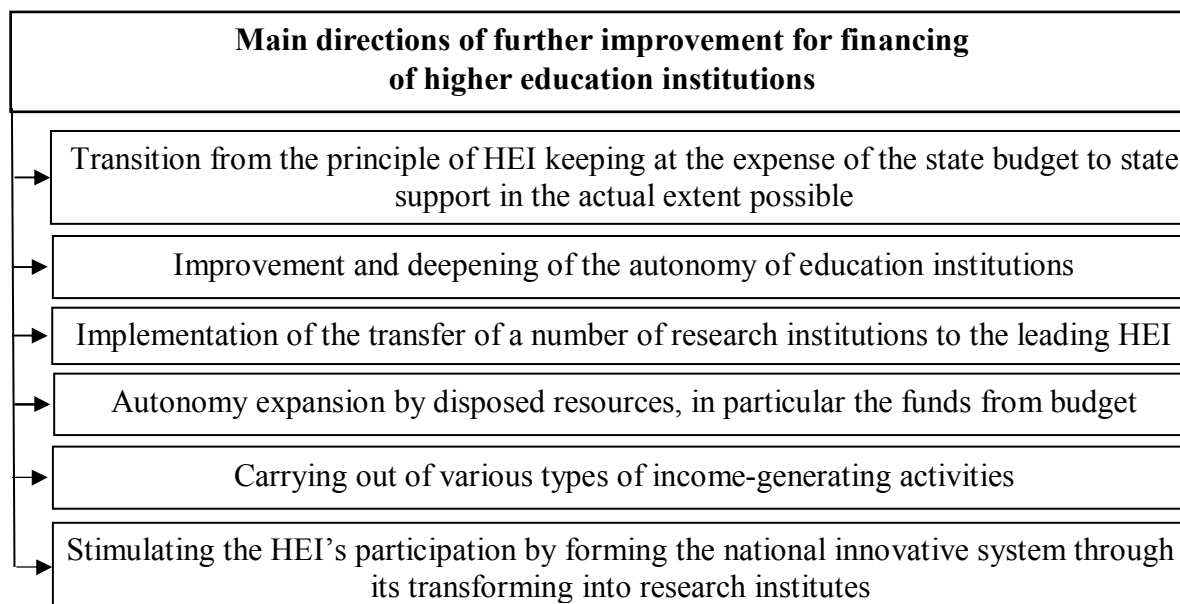 Main directions of further improvement for financing
of higher education institutions
Transition from the principle of HEI keeping at the expense of the state budget to state
support in the actual extent possible
Improvement and deepening of the autonomy of education institutions
Implementation of the transfer of a number of research institutions to the leading HEI
Autonomy expansion by disposed resources, in particular the funds from budget
Carrying out of various types of income-generating activities
Stimulating the HEI’s participation by forming the national innovative system through
its transforming into research institutes